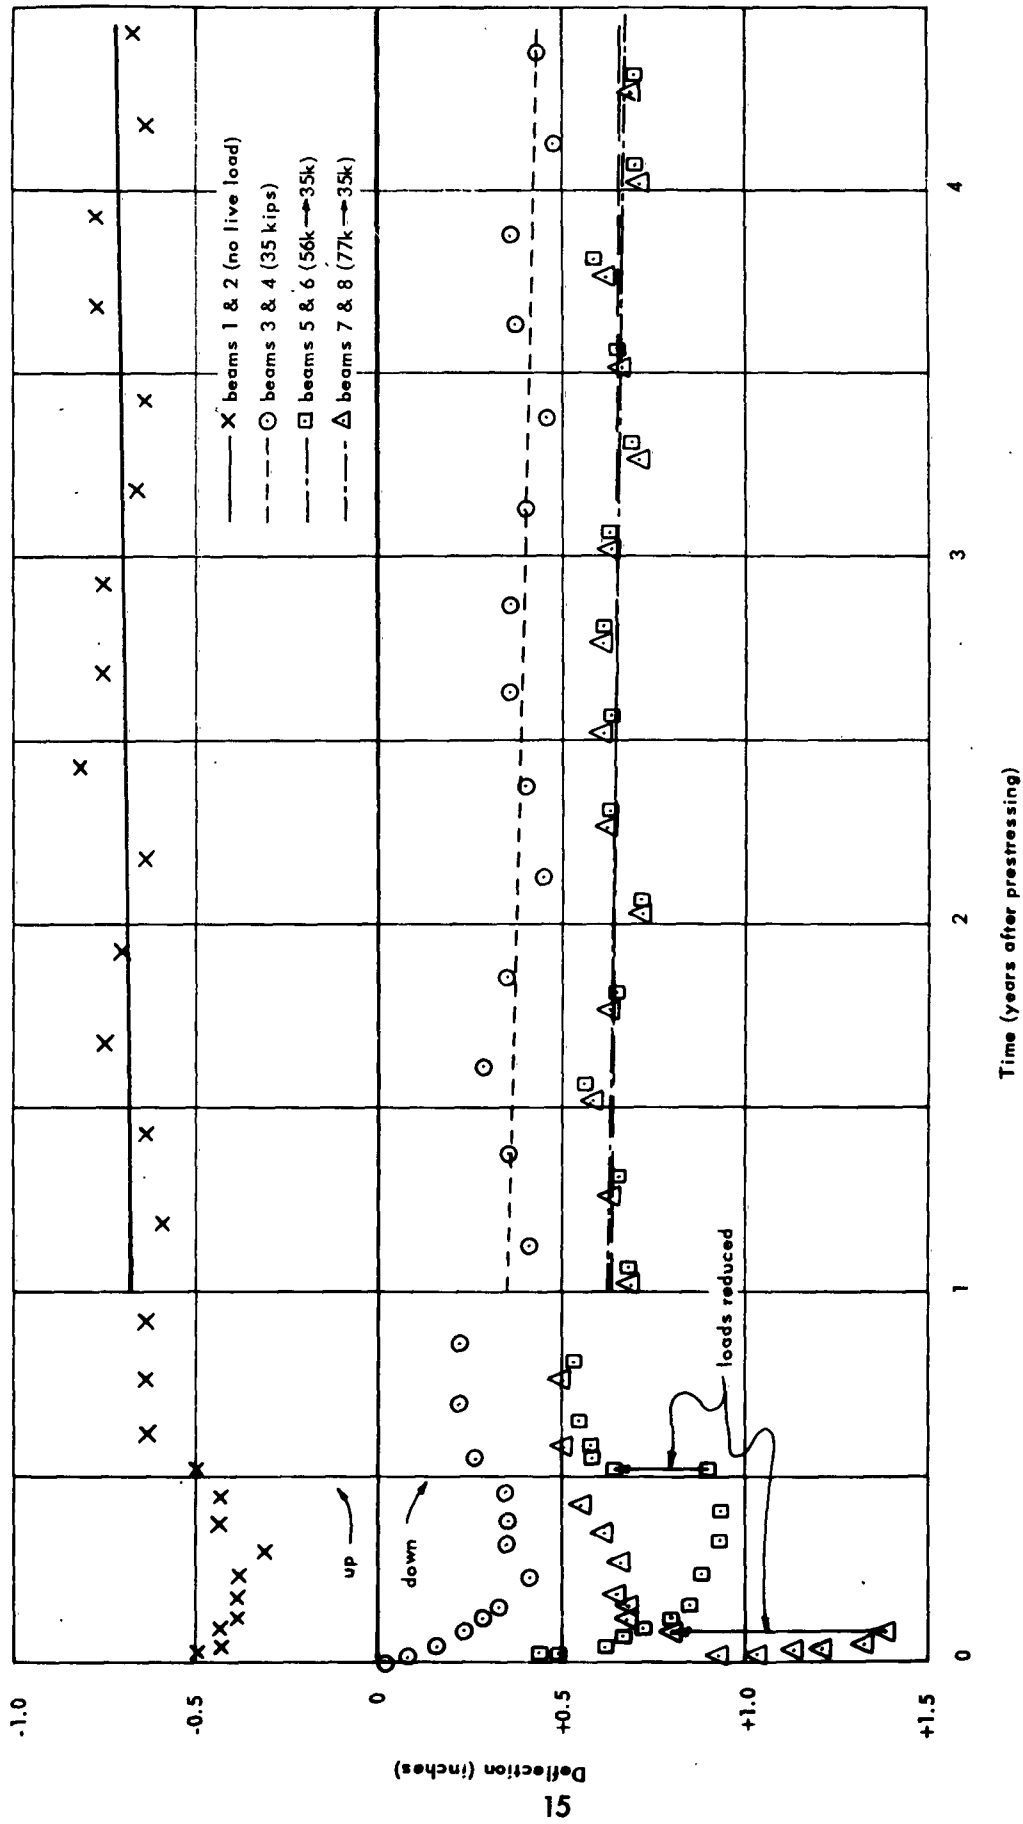 -1.0
-0.5
0
+0.5
+1.0
+1.5
Deflection (inches)
× beams 1 & 2 (no live load)
⊙ beams 3 & 4 (35 kips)
⊡ beams 5 & 6 (56k→35k)
△ beams 7 & 8 (77k→35k)
up
down
loads reduced
0
1
2
3
4
Time (years after prestressing)
15